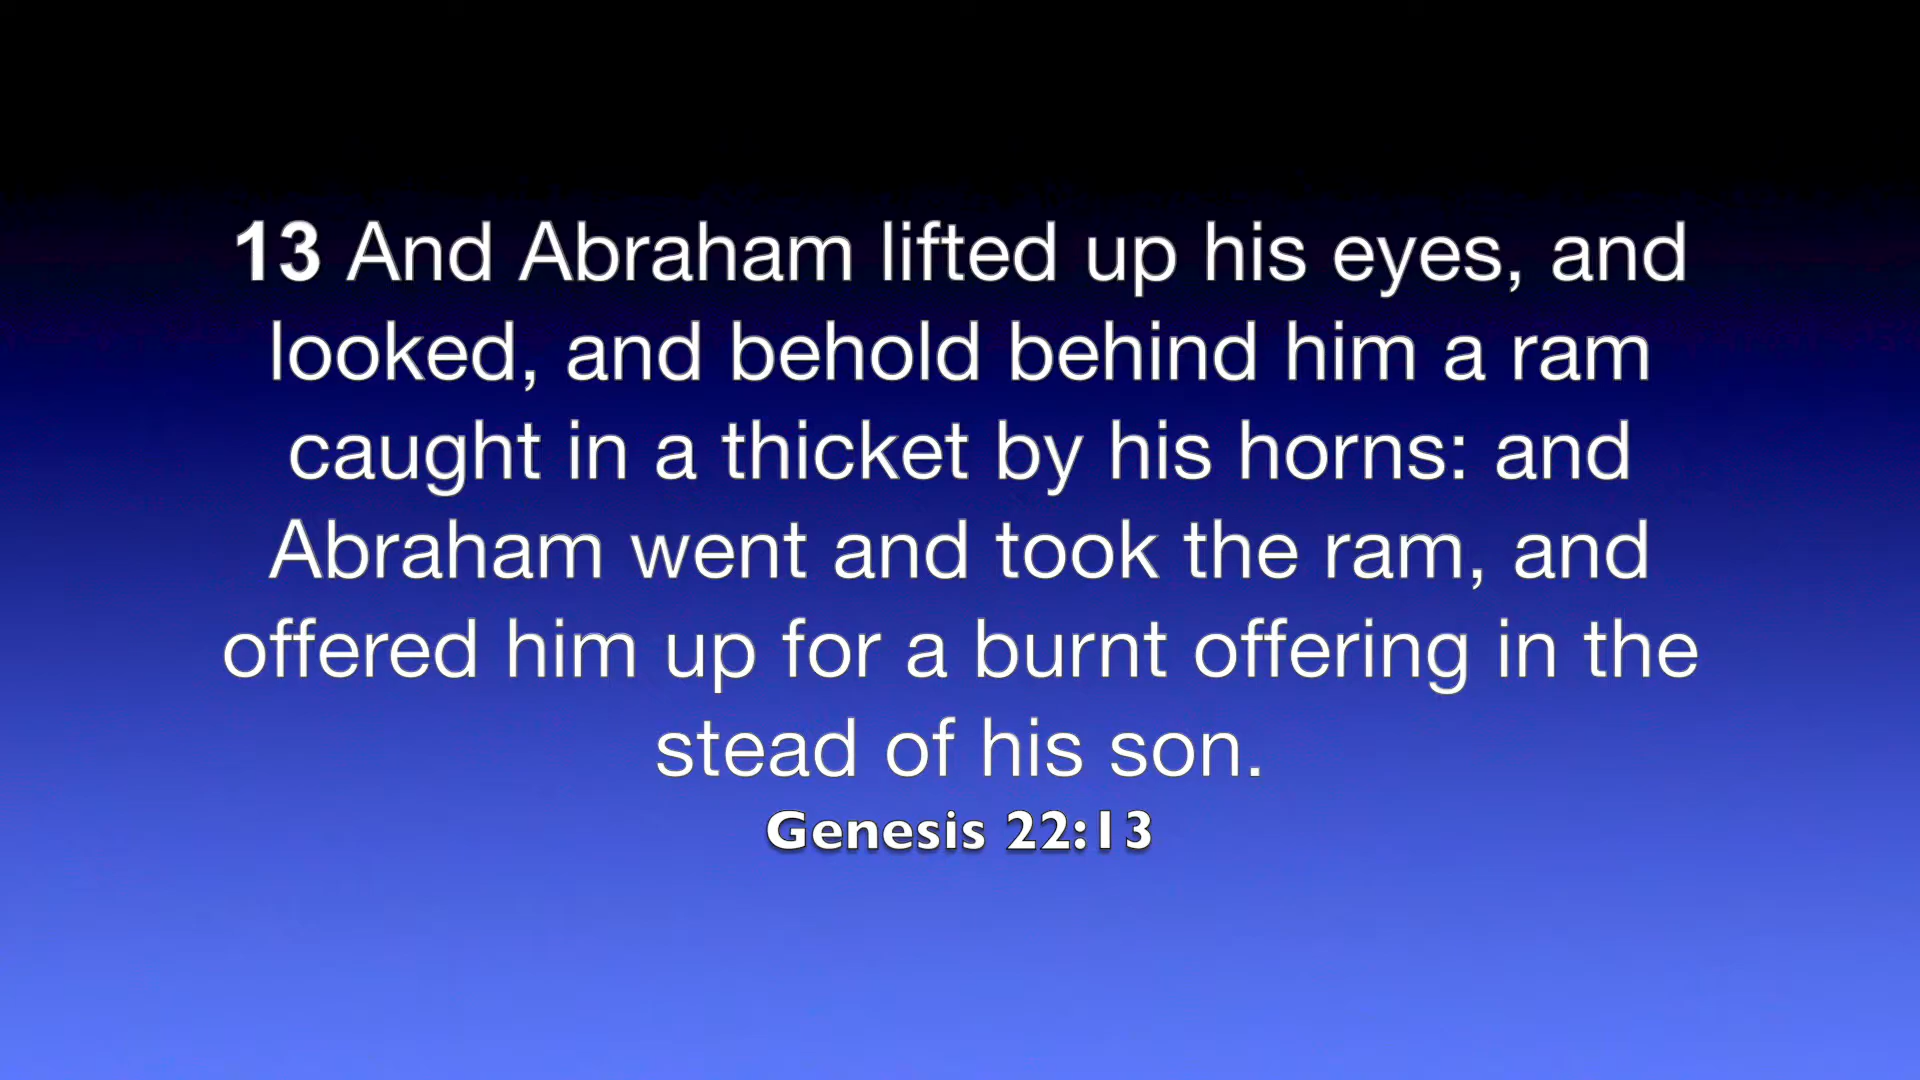 13 And Abraham lifted up his eyes, and
looked, and behold behind him a ram
caught in a thicket by his horns: and
Abraham went and took the ram, and
offered him up for a burnt offering in the
stead of his son.
Genesis 22:13